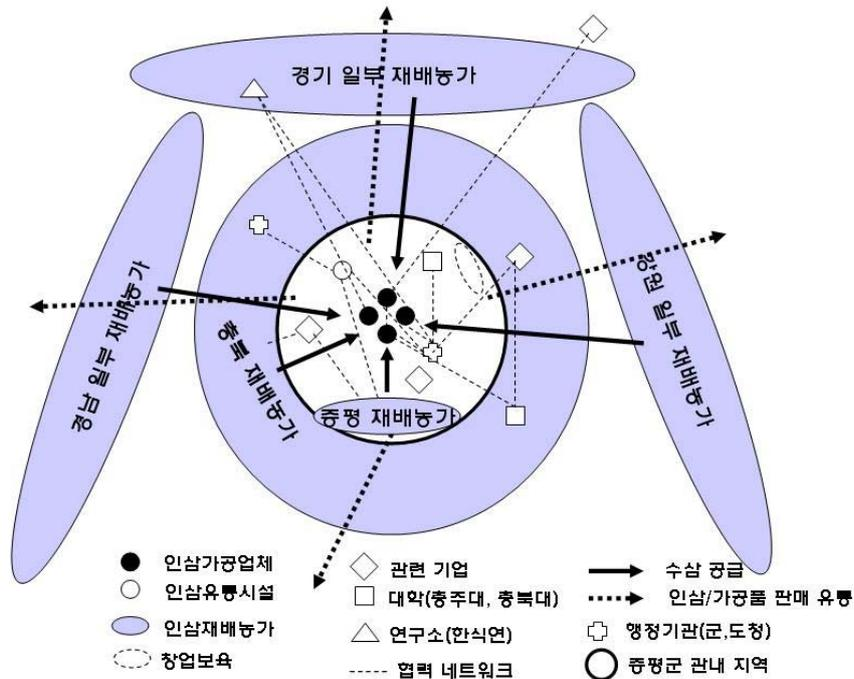 경기 일부 재배농가
경남 일부 재배농가
충북 재배농가
강원 일부 재배농가
증평 재배농가
인삼가공업체
인삼유통시설
인삼재배농가
창업보육
관련 기업
대학(충주대, 충북대)
연구소(한식연)
협력 네트워크
수삼 공급
인삼/가공품 판매 유통
행정기관(군,도청)
증평군 관내 지역